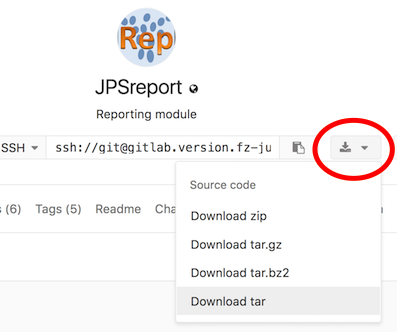 Rep
JPSreport
Reporting module
SSH ssh://git@gitlab.version.fz-ju
Source code
(6) Tags (5) Readme Cha
Download zip
Download tar.gz
Download tar.bz2
Download tar